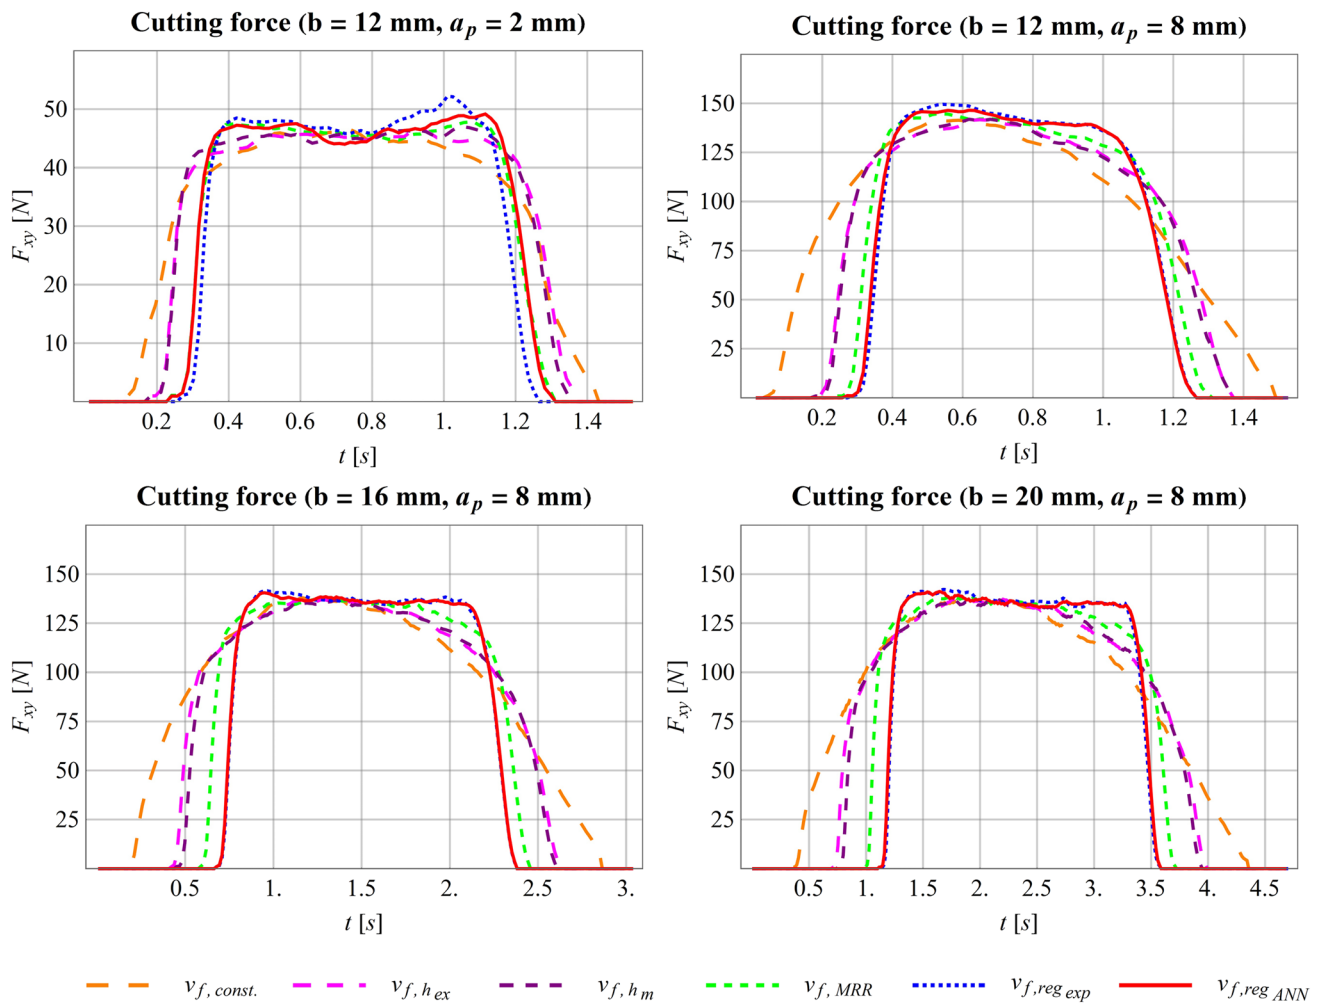 Cutting force (b = 12 mm, a_p = 2 mm)
F_xy [N]
50
40
30
20
10
0.2 0.4 0.6 0.8 1. 1.2 1.4
t [s]
Cutting force (b = 12 mm, a_p = 8 mm)
F_xy [N]
150
125
100
75
50
25
0.2 0.4 0.6 0.8 1. 1.2 1.4
t [s]
Cutting force (b = 16 mm, a_p = 8 mm)
F_xy [N]
150
125
100
75
50
25
0.5 1. 1.5 2. 2.5 3.
t [s]
Cutting force (b = 20 mm, a_p = 8 mm)
F_xy [N]
150
125
100
75
50
25
0.5 1. 1.5 2. 2.5 3. 3.5 4. 4.5
t [s]
v_f, const. v_f, h_ex v_f, h_m v_f, MRR v_f,reg_exp v_f,reg_ANN